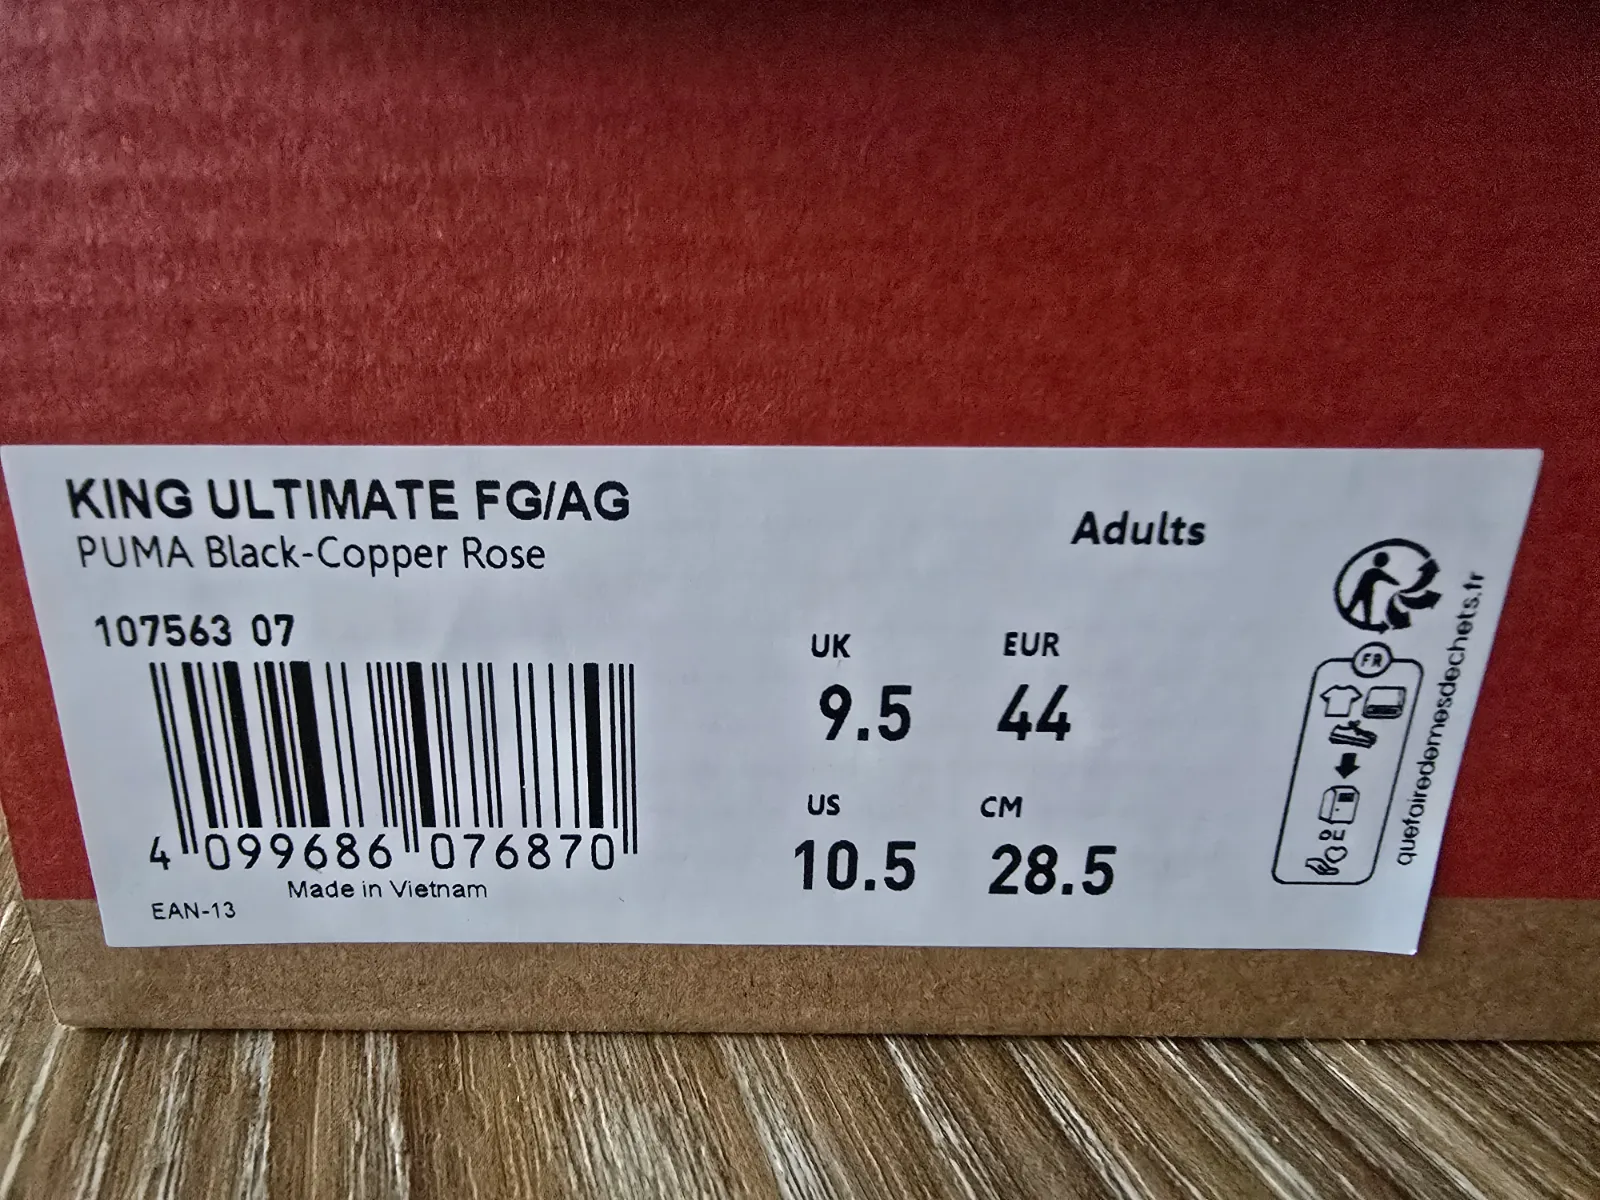 KING ULTIMATE FG/AG
PUMA Black-Copper Rose
Adults
107563 07
UK EUR
9.5 44
US CM
10.5 28.5
4 099686 076870
Made in Vietnam
EAN-13
FR
OU
quefairedemesdechets.fr